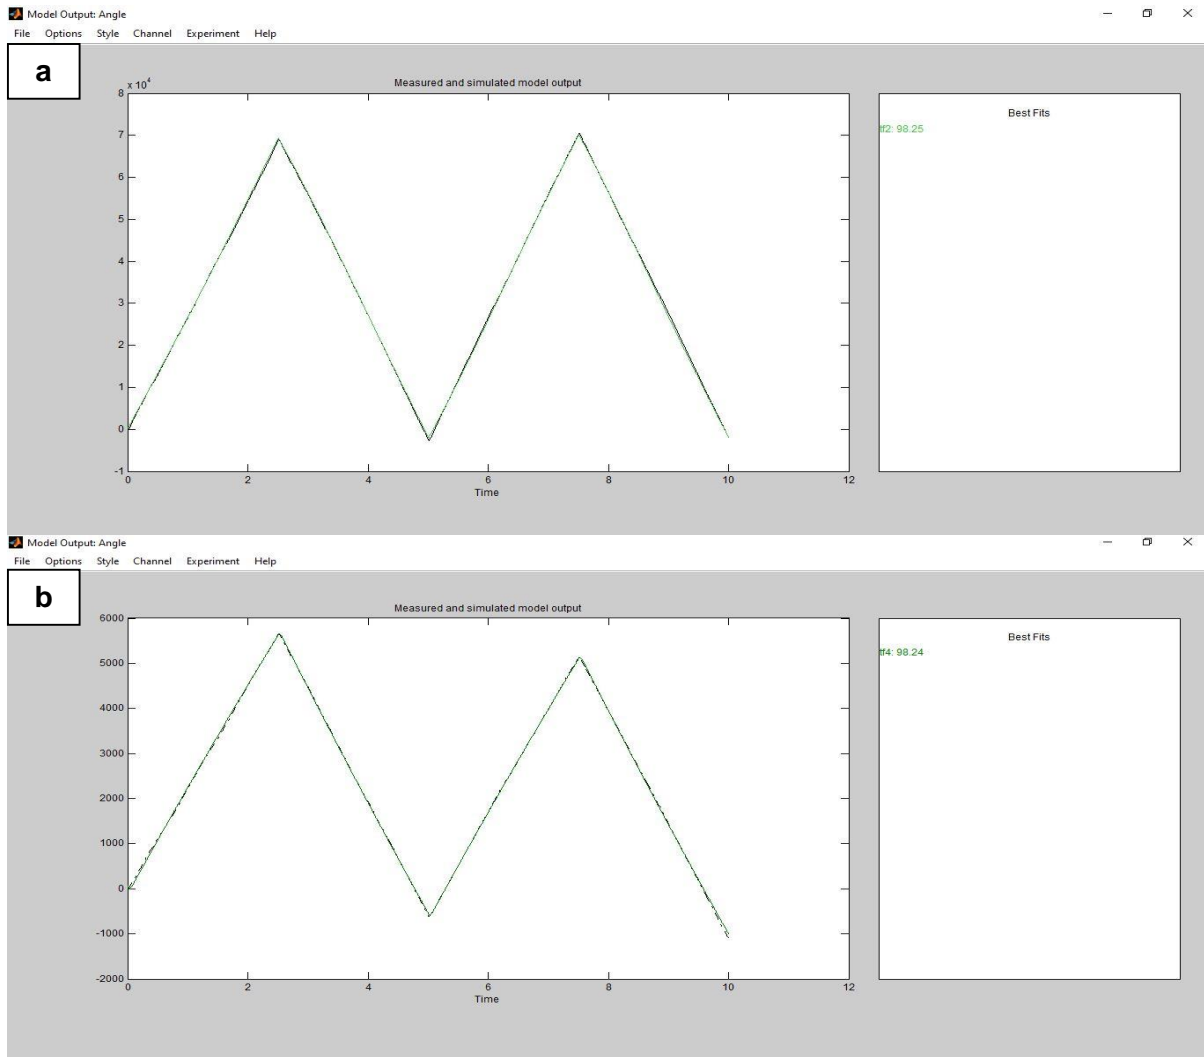 Model Output: Angle
File Options Style Channel Experiment Help
a
x 10^4
Measured and simulated model output
8
7
6
5
4
3
2
1
0
-1
0 2 4 6 8 10 12
Time
Best Fits
tf2: 98.25
Model Output: Angle
File Options Style Channel Experiment Help
b
Measured and simulated model output
6000
5000
4000
3000
2000
1000
0
-1000
-2000
0 2 4 6 8 10 12
Time
Best Fits
tf4: 98.24